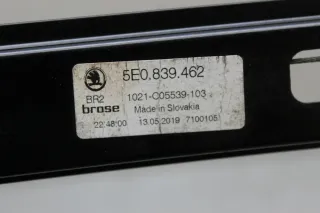 5E0.839.462
BR2
1021-C05539-103
brose
Made in Slovakia
22:48:00 13.05.2019 7100105